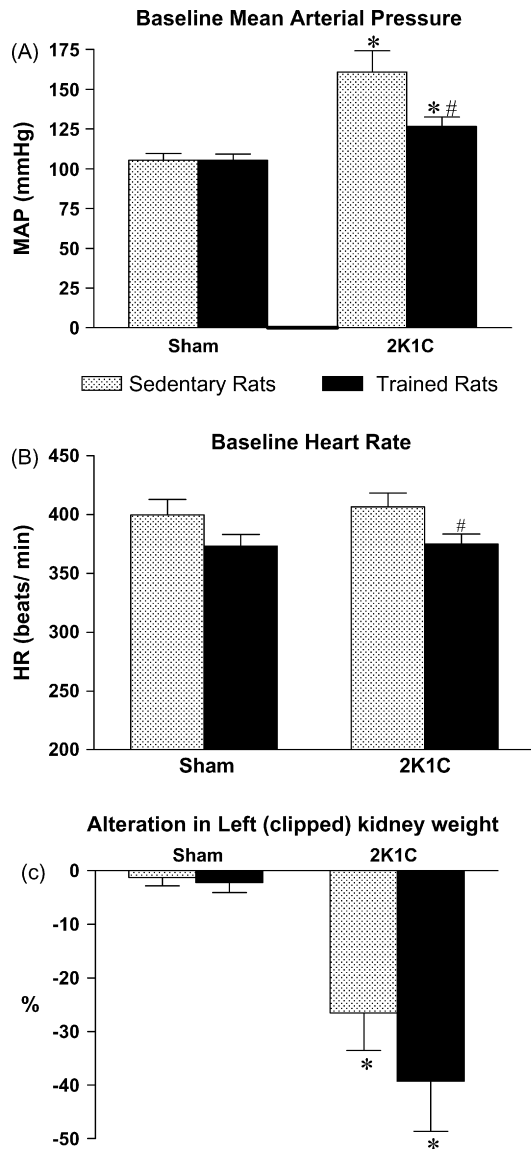 Baseline Mean Arterial Pressure
(A)
MAP (mmHg)
175
150
125
100
75
50
25
0
*
* #
Sham 2K1C
Sedentary Rats Trained Rats
Baseline Heart Rate
(B)
HR (beats/ min)
450
400
350
300
250
200
#
Sham 2K1C
Alteration in Left (clipped) kidney weight
Sham 2K1C
(c)
%
0
-10
-20
-30
-40
-50
*
*